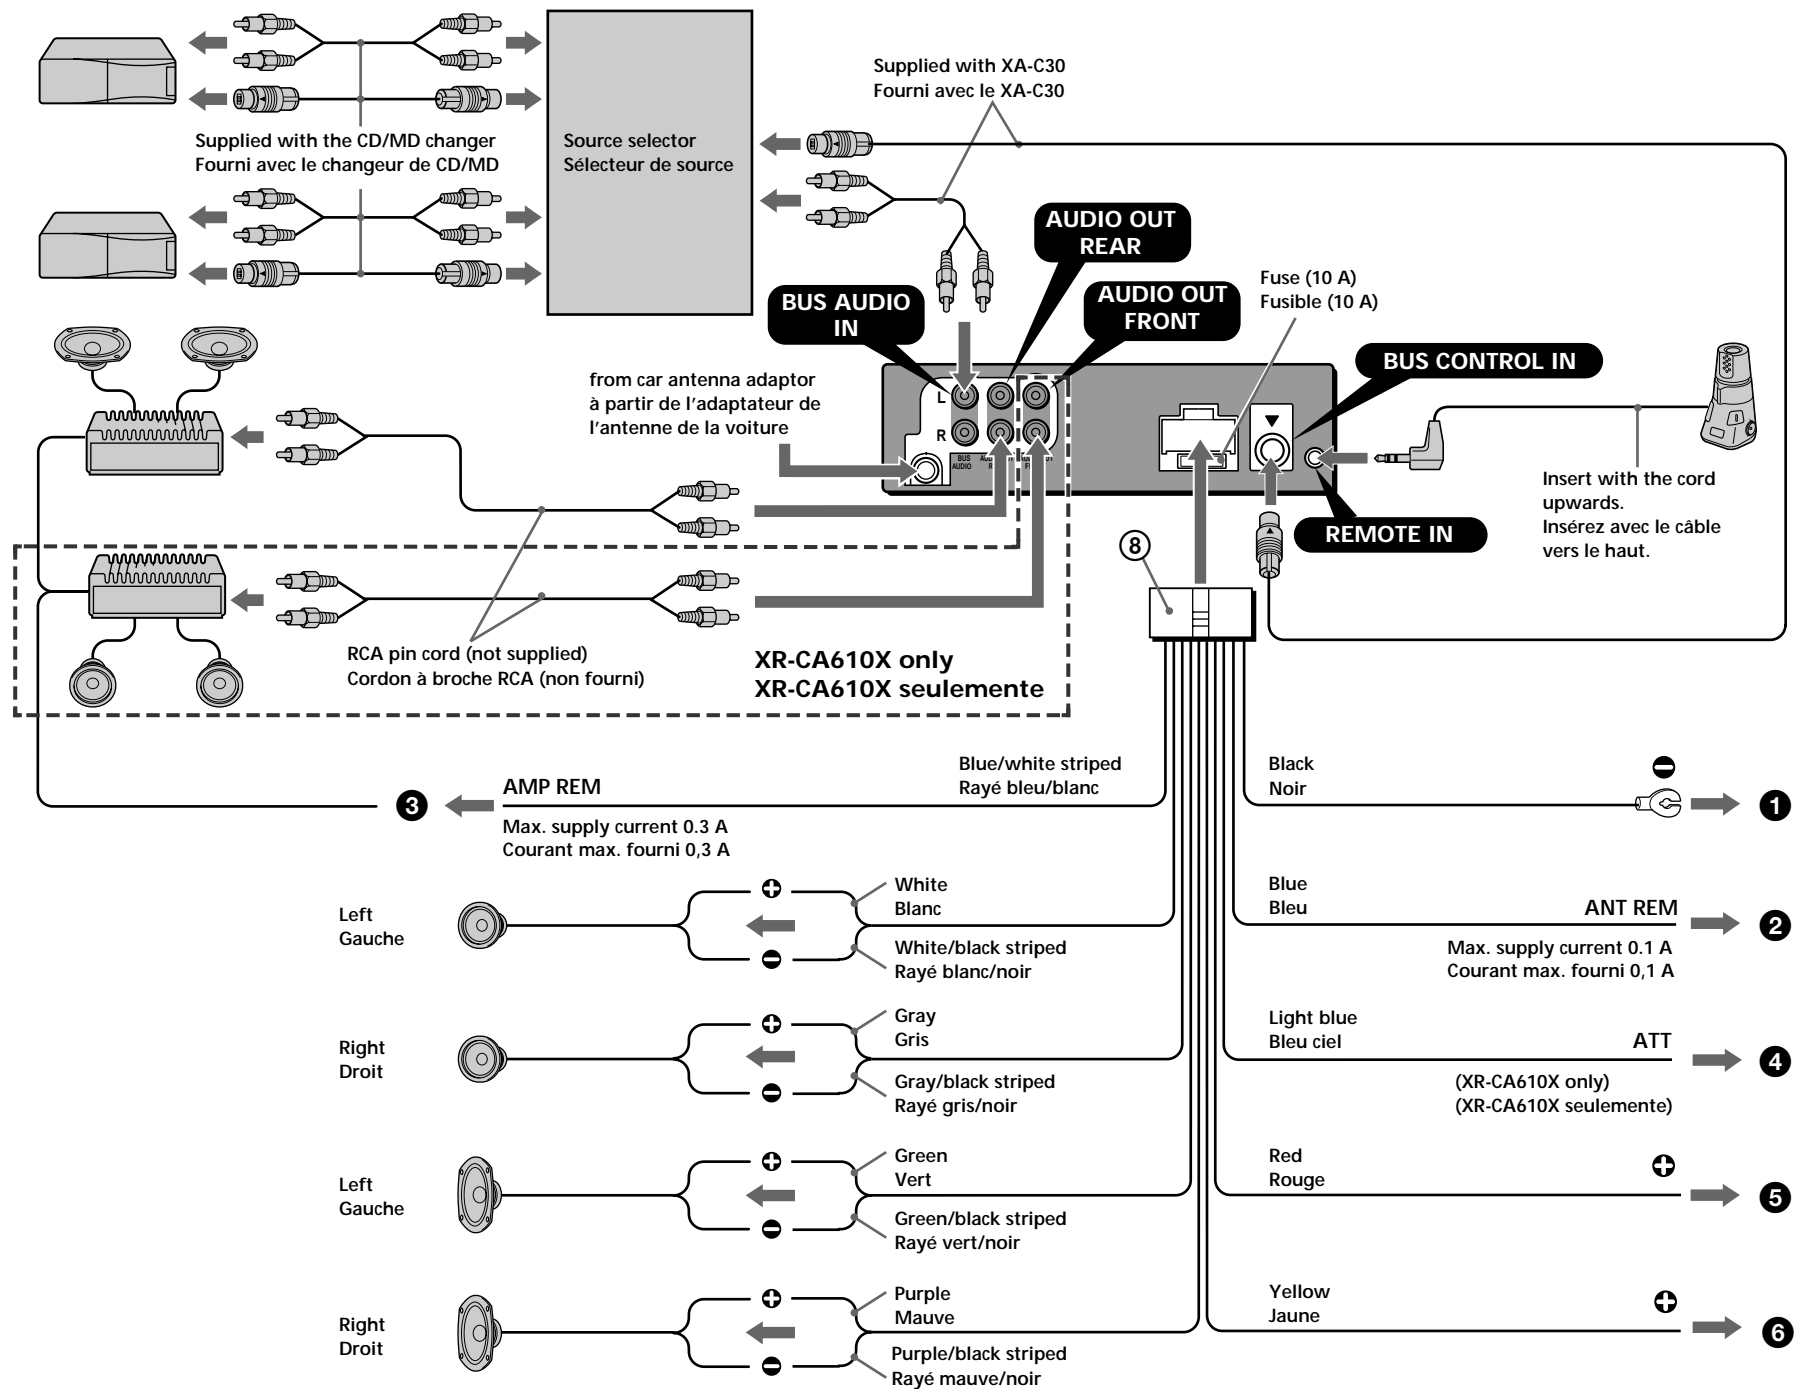 Supplied with XA-C30
Fourni avec le XA-C30
Supplied with the CD/MD changer
Fourni avec le changeur de CD/MD
Source selector
Sélecteur de source
AUDIO OUT
REAR
BUS AUDIO
IN
AUDIO OUT
FRONT
Fuse (10 A)
Fusible (10 A)
BUS CONTROL IN
from car antenna adaptor
à partir de l'adaptateur de
l'antenne de la voiture
L
R
BUS
AUDIO
REMOTE IN
Insert with the cord
upwards.
Insérez avec le câble
vers le haut.
8
RCA pin cord (not supplied)
Cordon à broche RCA (non fourni)
XR-CA610X only
XR-CA610X seulemente
3
AMP REM
Blue/white striped
Rayé bleu/blanc
Max. supply current 0.3 A
Courant max. fourni 0,3 A
Black
Noir
1
Left
Gauche
White
Blanc
White/black striped
Rayé blanc/noir
Blue
Bleu
ANT REM
2
Max. supply current 0.1 A
Courant max. fourni 0,1 A
Right
Droit
Gray
Gris
Gray/black striped
Rayé gris/noir
Light blue
Bleu ciel
ATT
4
(XR-CA610X only)
(XR-CA610X seulemente)
Left
Gauche
Green
Vert
Green/black striped
Rayé vert/noir
Red
Rouge
5
Right
Droit
Purple
Mauve
Purple/black striped
Rayé mauve/noir
Yellow
Jaune
6